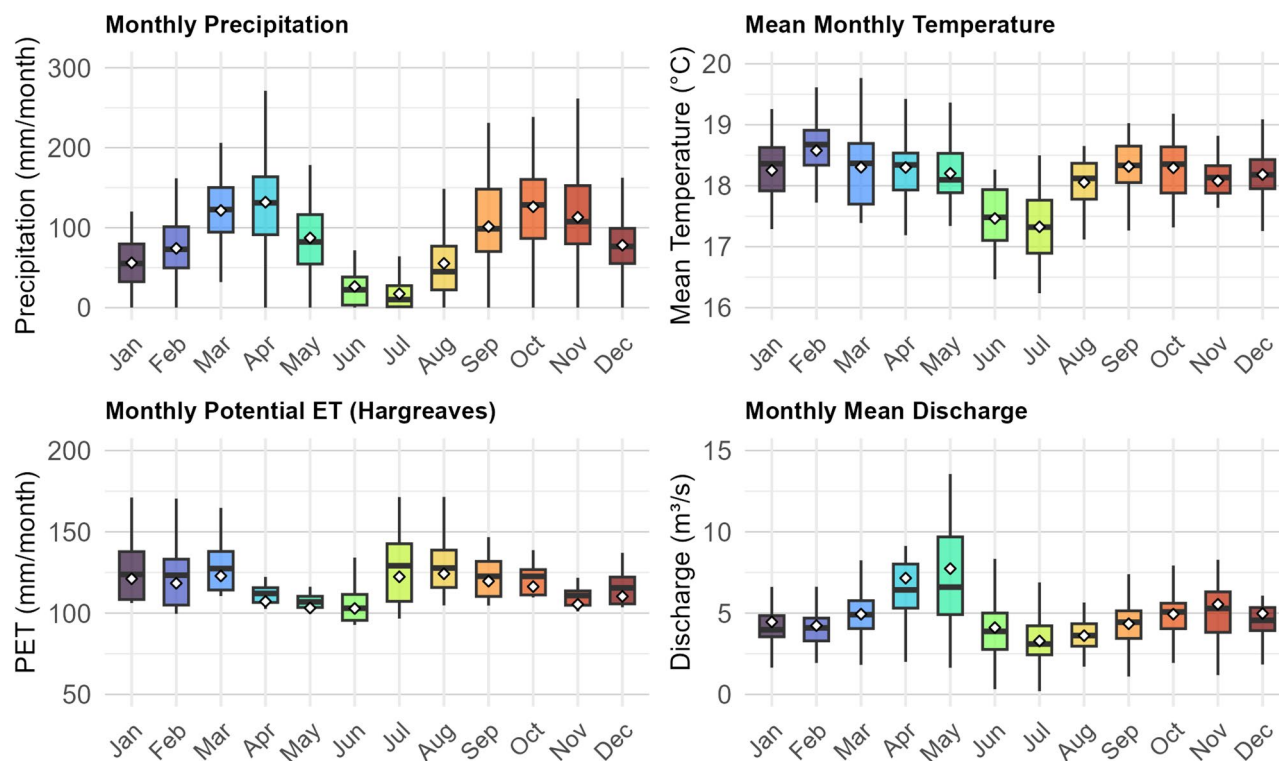 Monthly Precipitation
Precipitation (mm/month)
300
200
100
0
Jan Feb Mar Apr May Jun Jul Aug Sep Oct Nov Dec
Mean Monthly Temperature
Mean Temperature (°C)
20
19
18
17
16
Jan Feb Mar Apr May Jun Jul Aug Sep Oct Nov Dec
Monthly Potential ET (Hargreaves)
PET (mm/month)
200
150
100
50
Jan Feb Mar Apr May Jun Jul Aug Sep Oct Nov Dec
Monthly Mean Discharge
Discharge (m³/s)
15
10
5
0
Jan Feb Mar Apr May Jun Jul Aug Sep Oct Nov Dec